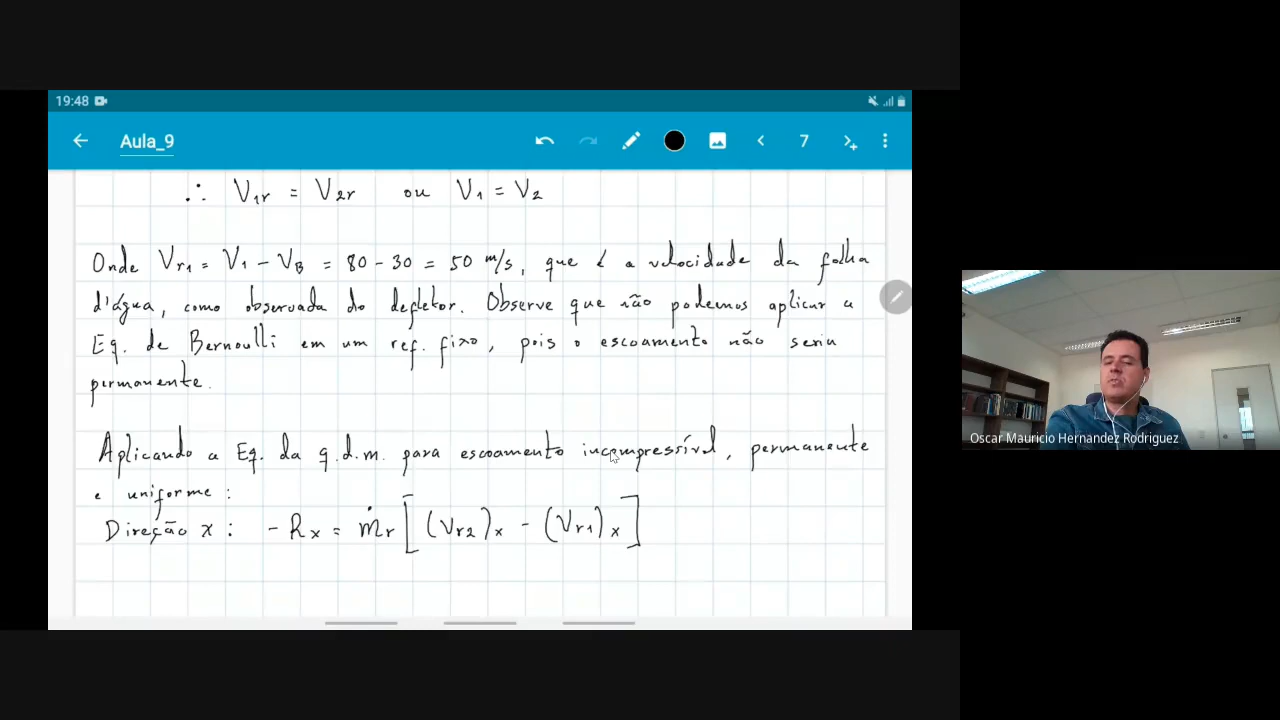 19:48
Aula_9
7
∴ V1r = V2r ou V1 = V2
Onde Vr1 = V1 - VB = 80 - 30 = 50 m/s, que é a velocidade da folha
d'água, como observada do defletor. Observe que não podemos aplicar a
Eq. de Bernoulli em um ref. fixo, pois o escoamento não seria
permanente.
Aplicando a Eq. da q.d.m. para escoamento incompressível, permanente
e uniforme:
Direção x: - Rx = ṁr [(Vr2)x - (Vr1)x]
Oscar Mauricio Hernandez Rodriguez